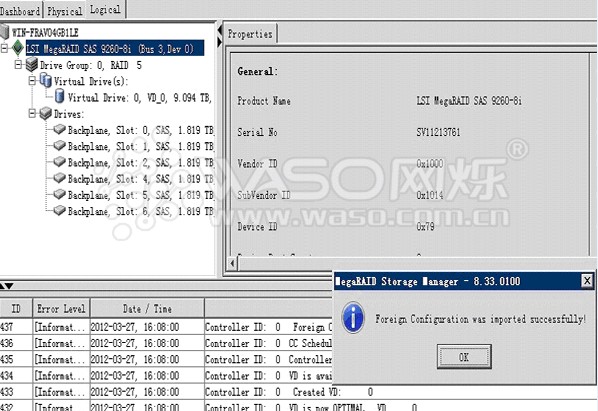 Dashboard Physical Logical
WIN-FRAVO4GB1LE
LSI MegaRAID SAS 9260-8i (Bus 3,Dev 0)
Drive Group: 0, RAID 5
Virtual Drive(s):
Virtual Drive: 0, VD_0, 9.094 TB,
Drives:
Backplane, Slot: 0, SAS, 1.819 TB,
Backplane, Slot: 1, SAS, 1.819 TB,
Backplane, Slot: 2, SAS, 1.819 TB,
Backplane, Slot: 4, SAS, 1.819 TB,
Backplane, Slot: 5, SAS, 1.819 TB,
Backplane, Slot: 6, SAS, 1.819 TB,
Properties
General:
Product Name LSI MegaRAID SAS 9260-8i
Serial No SV11213761
Vendor ID 0x1000
SubVendor ID 0x1014
Device ID 0x79
WASO网烁®
www.waso.com.cn
MegaRAID Storage Manager - 8.33.0100
Foreign Configuration was imported successfully!
OK
ID Error Level Date / Time
437 [Informat... 2012-03-27, 16:08:00 Controller ID: 0 Foreign C
436 [Informat... 2012-03-27, 16:08:00 Controller ID: 0 CC Schedul
435 [Informat... 2012-03-27, 16:08:00 Controller ID: 0 Controller
434 [Informat... 2012-03-27, 16:08:00 Controller ID: 0 VD is avai
433 [Informat... 2012-03-27, 16:08:00 Controller ID: 0 Created VD: 0
432 [Informat... 2012-03-27, 16:08:00 Controller ID: 0 VD is now OPTIMAL VD 0